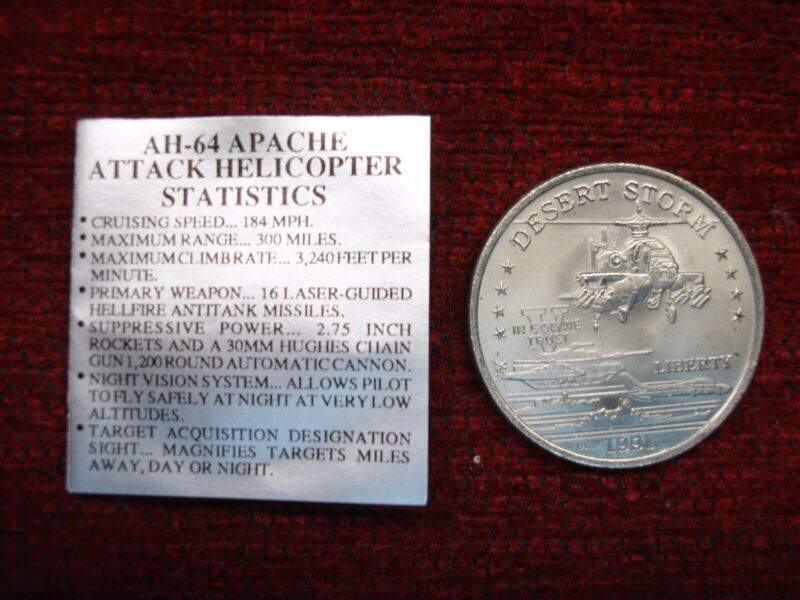 AH-64 APACHE
ATTACK HELICOPTER
STATISTICS
• CRUISING SPEED... 184 MPH.
• MAXIMUM RANGE... 300 MILES.
• MAXIMUM CLIMB RATE... 3,240 FEET PER
MINUTE.
• PRIMARY WEAPON... 16 LASER-GUIDED
HELLFIRE ANTITANK MISSILES.
• SUPPRESSIVE POWER... 2.75 INCH
ROCKETS AND A 30MM HUGHES CHAIN
GUN 1,200 ROUND AUTOMATIC CANNON.
• NIGHT VISION SYSTEM... ALLOWS PILOT
TO FLY SAFELY AT NIGHT AT VERY LOW
ALTITUDES.
• TARGET ACQUISITION DESIGNATION
SIGHT... MAGNIFIES TARGETS MILES
AWAY, DAY OR NIGHT.
DESERT STORM
V
IN GOD WE
TRUST
LIBERTY
1991